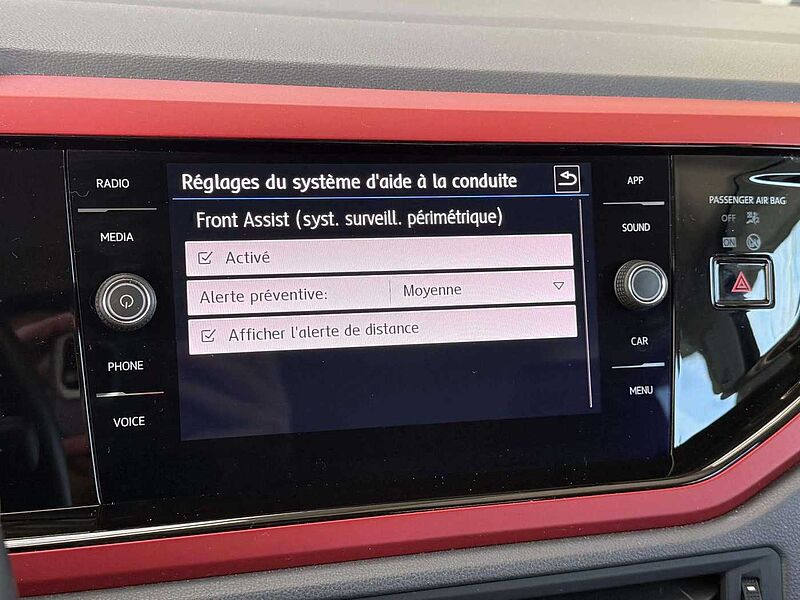 RADIO
MEDIA
PHONE
VOICE
Réglages du système d'aide à la conduite
Front Assist (syst. surveill. périmétrique)
Activé
Alerte préventive: Moyenne
Afficher l'alerte de distance
APP
SOUND
CAR
MENU
PASSENGER AIR BAG
OFF
ON